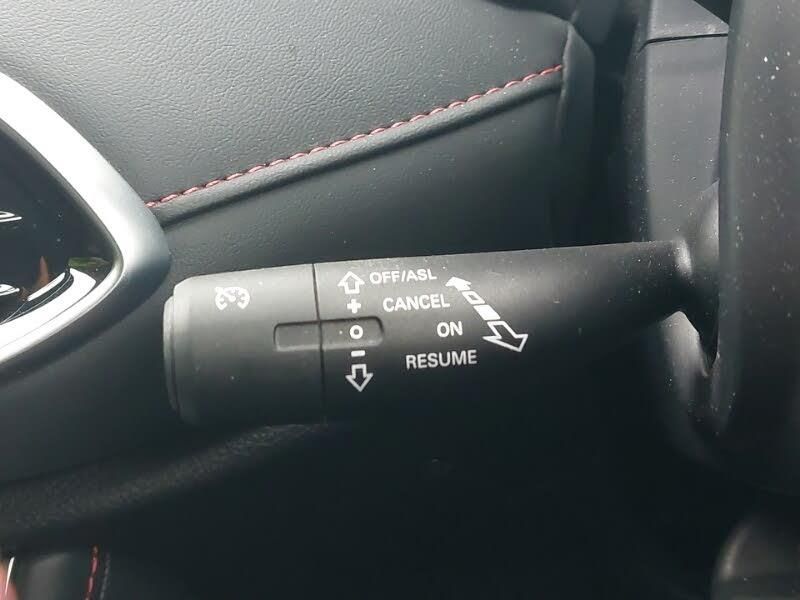 OFF/ASL
+ CANCEL
O ON
- RESUME